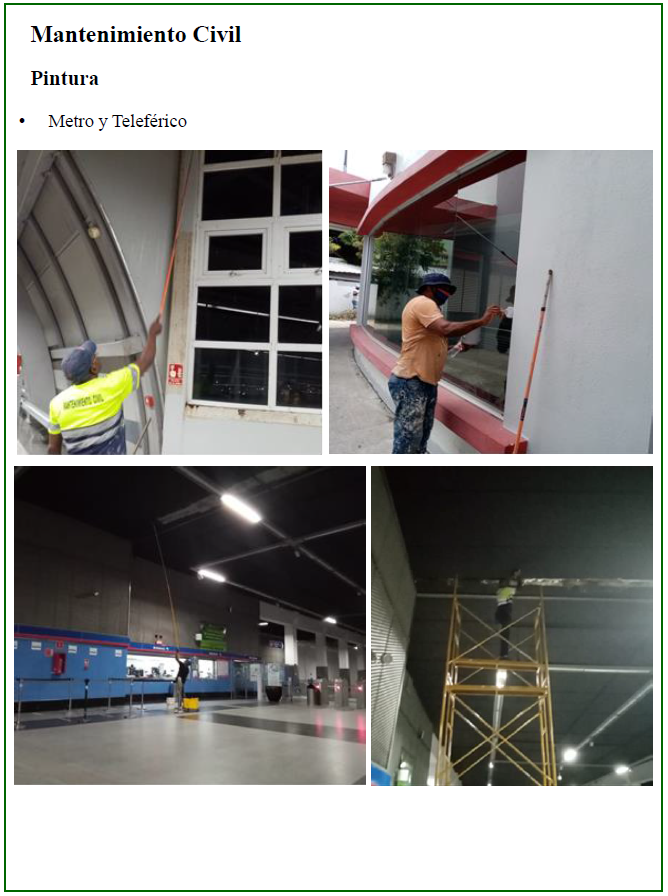 Mantenimiento Civil
Pintura
• Metro y Teleférico
MANTENIMIENTO CIVIL